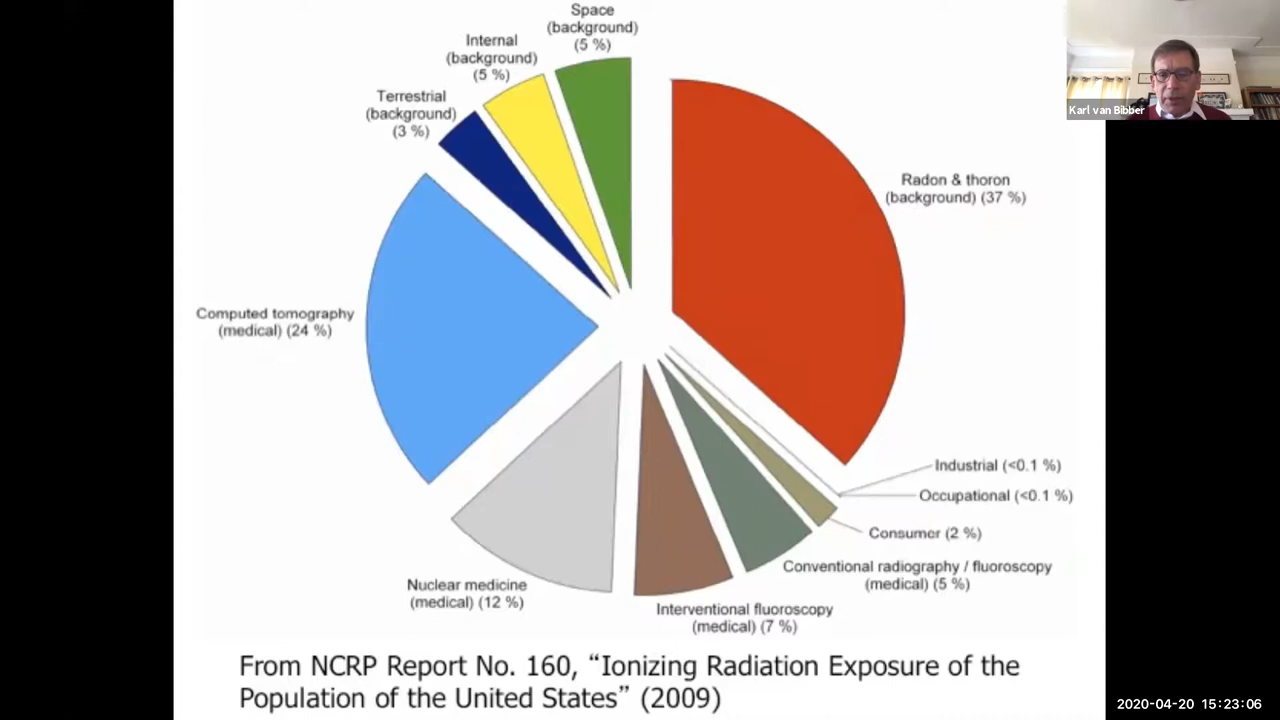 Space
(background)
(5 %)
Internal
(background)
(5 %)
Terrestrial
(background)
(3 %)
Karl van Bibber
Radon & thoron
(background) (37 %)
Computed tomography
(medical) (24 %)
Industrial (<0.1 %)
Occupational (<0.1 %)
Consumer (2 %)
Conventional radiography / fluoroscopy
(medical) (5 %)
Nuclear medicine
(medical) (12 %)
Interventional fluoroscopy
(medical) (7 %)
From NCRP Report No. 160, “Ionizing Radiation Exposure of the
Population of the United States” (2009)
2020-04-20 15:23:06